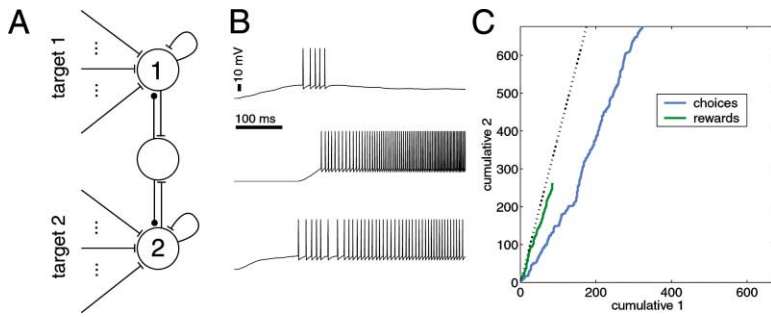 A
target 1
...
...
1
target 2
...
...
2
B
10 mV
100 ms
C
cumulative 2
600
500
400
300
200
100
0
choices
rewards
0
200
400
600
cumulative 1